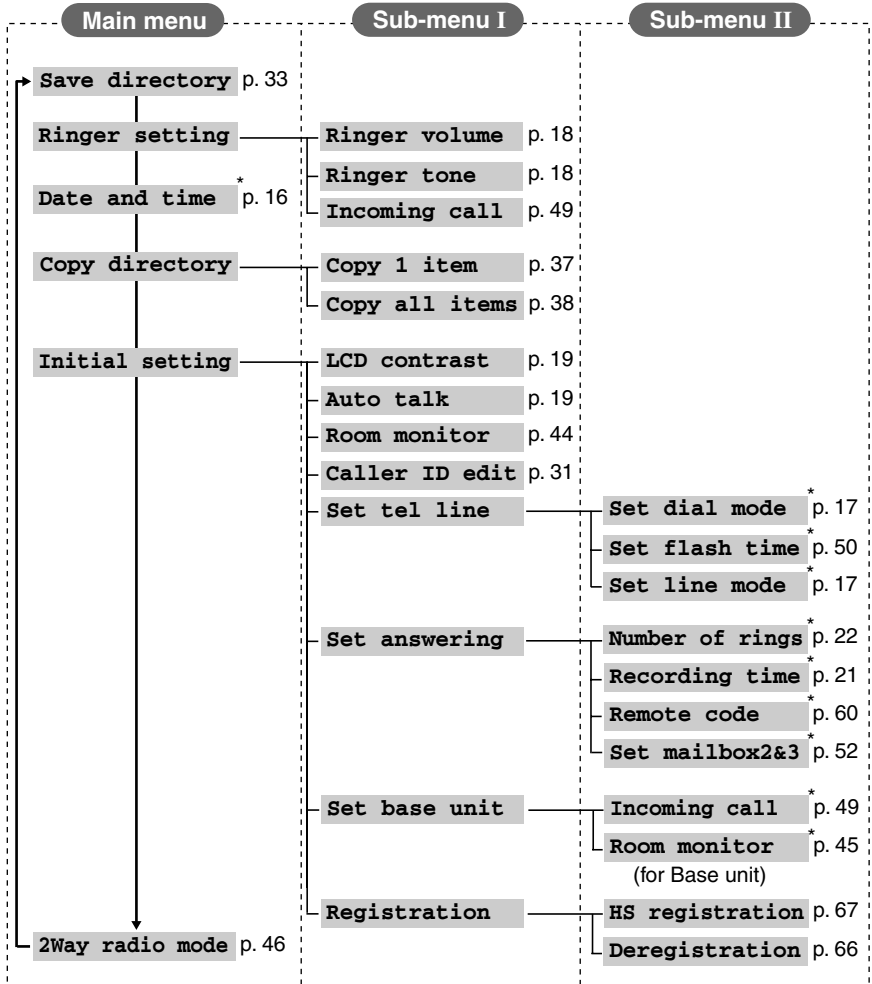 Main menu Sub-menu I Sub-menu II
Save directory p. 33
Ringer setting Ringer volume p. 18
Ringer tone p. 18
Date and time * p. 16
Incoming call p. 49
Copy directory Copy 1 item p. 37
Copy all items p. 38
Initial setting LCD contrast p. 19
Auto talk p. 19
Room monitor p. 44
Caller ID edit p. 31
Set tel line Set dial mode * p. 17
Set flash time * p. 50
Set line mode * p. 17
Set answering Number of rings * p. 22
Recording time * p. 21
Remote code * p. 60
Set mailbox2&3 * p. 52
Set base unit Incoming call * p. 49
Room monitor * p. 45
(for Base unit)
Registration HS registration p. 67
2Way radio mode p. 46 Deregistration p. 66